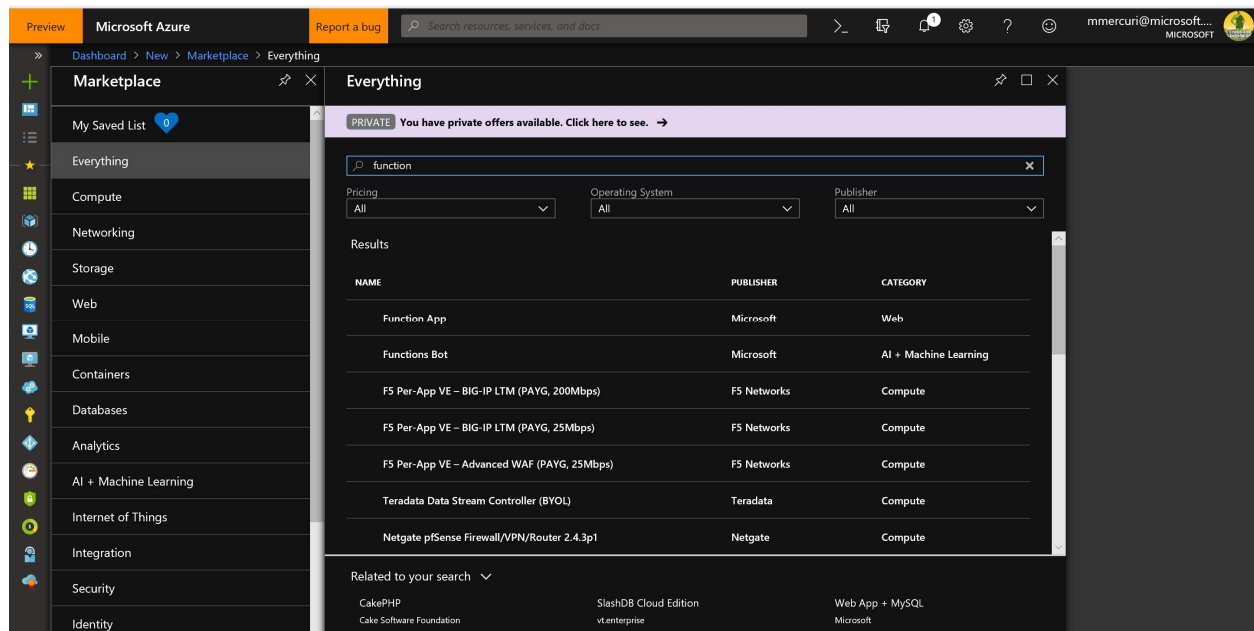 Preview
Microsoft Azure
Report a bug
Search resources, services, and docs
1
mmercuri@microsoft....
MICROSOFT
Dashboard > New > Marketplace > Everything
Marketplace
My Saved List 0
Everything
Compute
Networking
Storage
Web
Mobile
Containers
Databases
Analytics
AI + Machine Learning
Internet of Things
Integration
Security
Identity
Everything
PRIVATE You have private offers available. Click here to see. →
function
Pricing Operating System Publisher
All All All
Results
NAME PUBLISHER CATEGORY
Function App Microsoft Web
Functions Bot Microsoft AI + Machine Learning
F5 Per-App VE – BIG-IP LTM (PAYG, 200Mbps) F5 Networks Compute
F5 Per-App VE – BIG-IP LTM (PAYG, 25Mbps) F5 Networks Compute
F5 Per-App VE – Advanced WAF (PAYG, 25Mbps) F5 Networks Compute
Teradata Data Stream Controller (BYOL) Teradata Compute
Netgate pfSense Firewall/VPN/Router 2.4.3p1 Netgate Compute
Related to your search
CakePHP SlashDB Cloud Edition Web App + MySQL
Cake Software Foundation vt.enterprise Microsoft